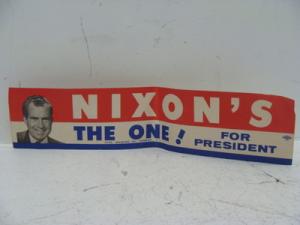 NIXON'S
THE ONE!
FOR
PRESIDENT